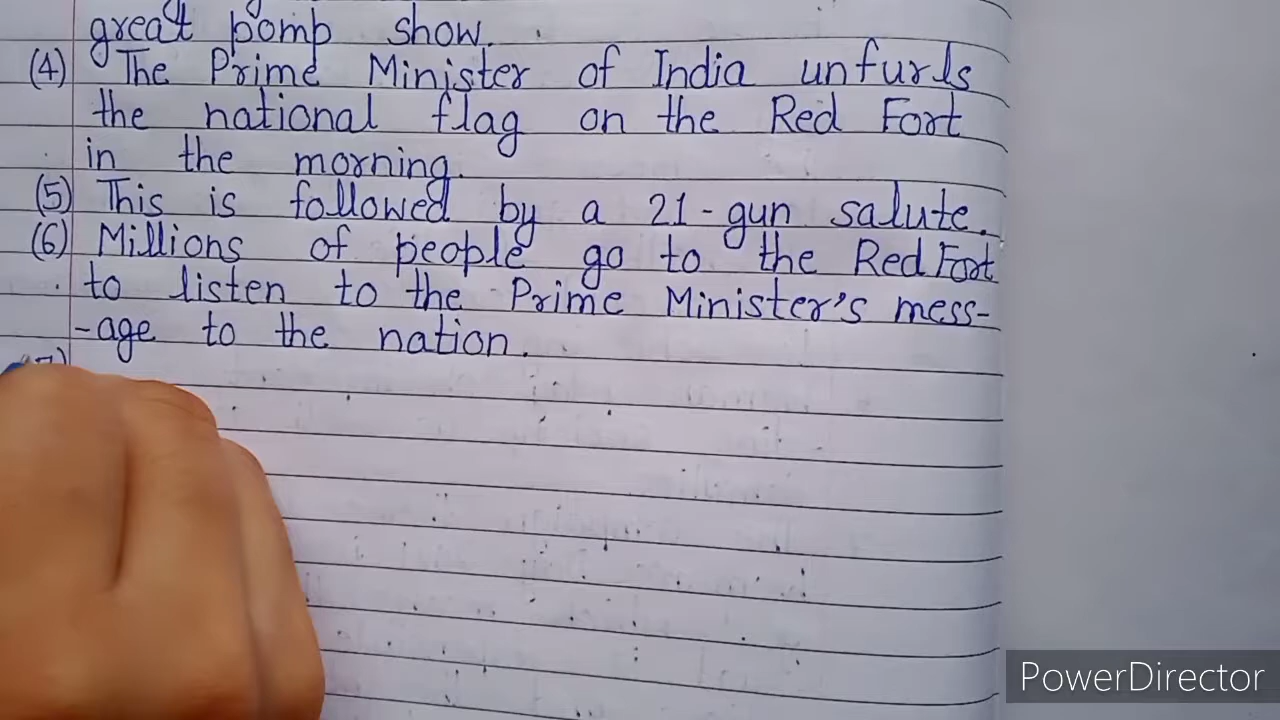 great pomp show.
(4) The Prime Minister of India unfurls
the national flag on the Red Fort
in the morning.
(5) This is followed by a 21-gun salute.
(6) Millions of people go to the Red Fort
to listen to the Prime Minister's mess-
-age to the nation.
(7)
PowerDirector